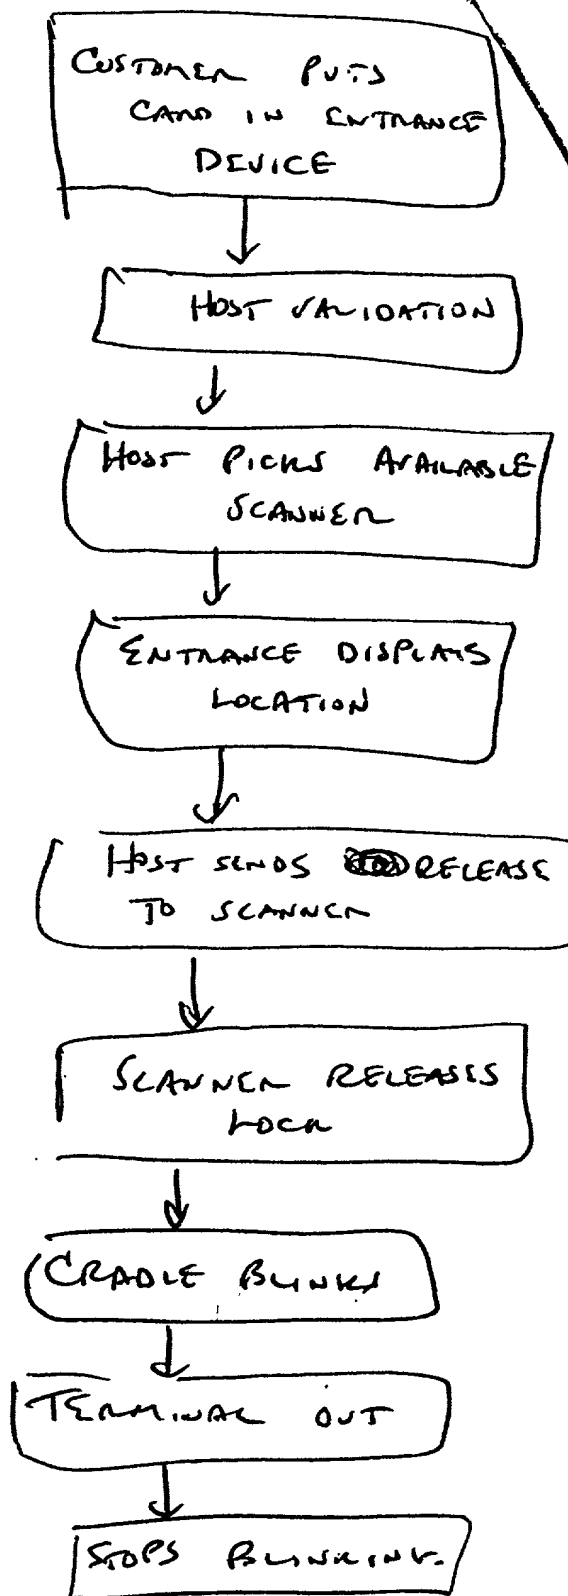 CUSTOMER PUTS
CARD IN ENTRANCE
DEVICE
HOST VALIDATION
HOST PICKS AVAILABLE
SCANNER
ENTRANCE DISPLAYS
LOCATION
HOST SENDS RELEASE
TO SCANNER
SCANNER RELEASES
LOCK
CRADLE BLINKS
TERMINAL OUT
STOPS BLINKING.